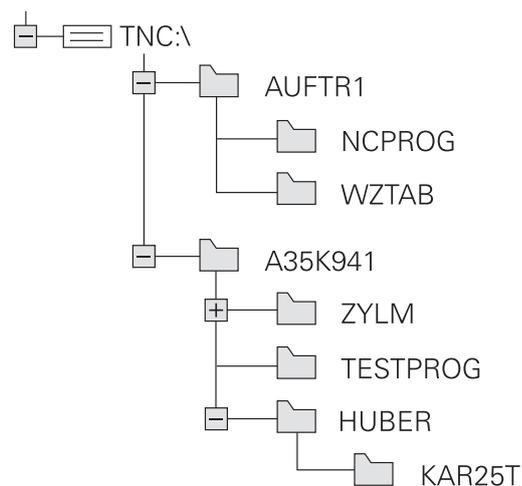 TNC:\
AUFTR1
NCPROG
WZTAB
A35K941
ZYLM
TESTPROG
HUBER
KAR25T